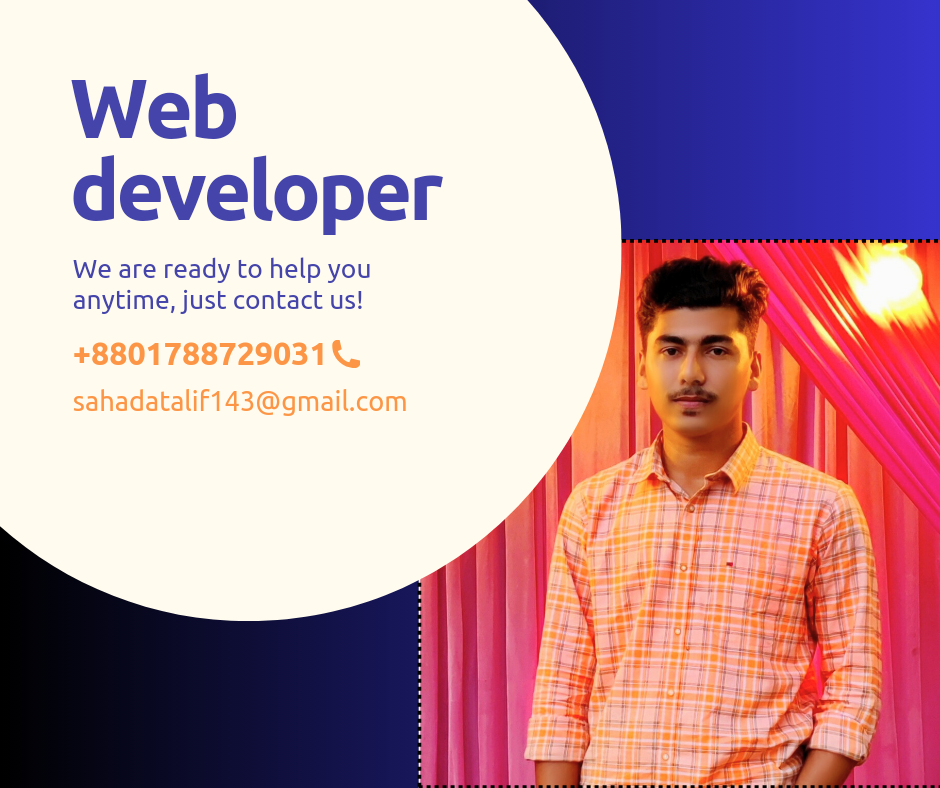 Web
developer
We are ready to help you
anytime, just contact us!
+8801788729031
sahadatalif143@gmail.com